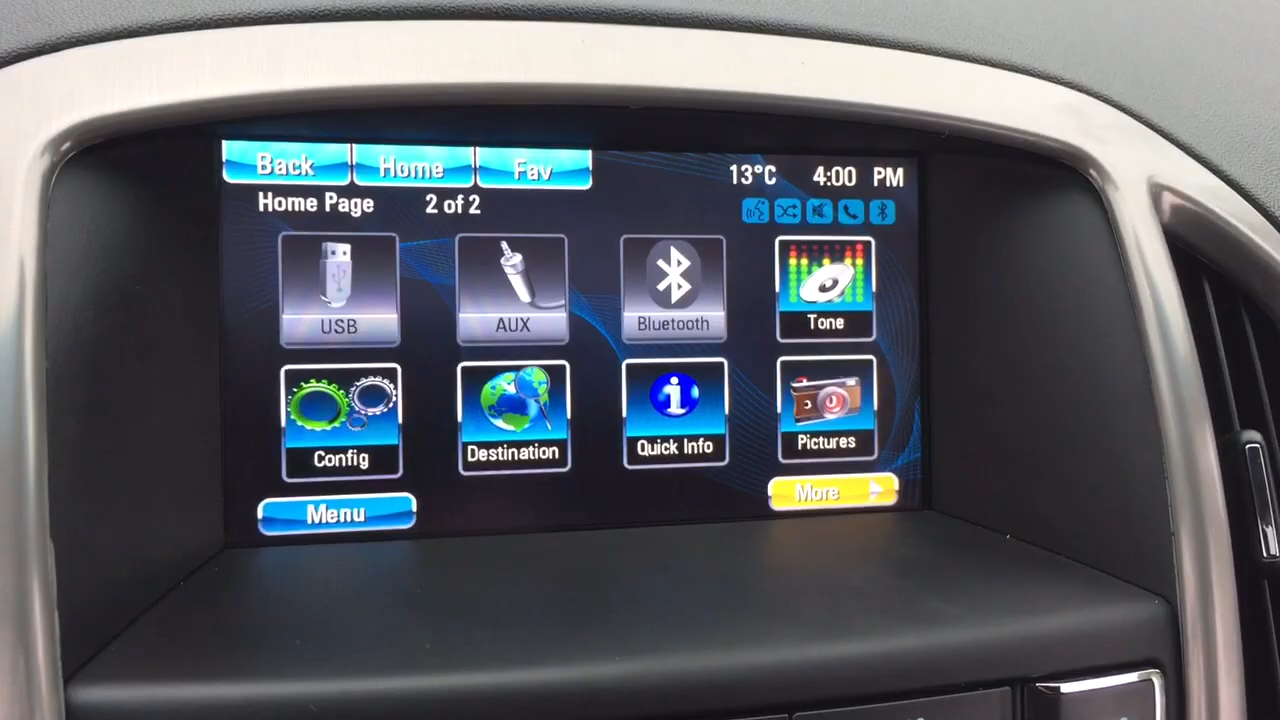 Back Home Fav 13°C 4:00 PM
Home Page 2 of 2
USB AUX Bluetooth Tone
Config Destination Quick Info Pictures
Menu More